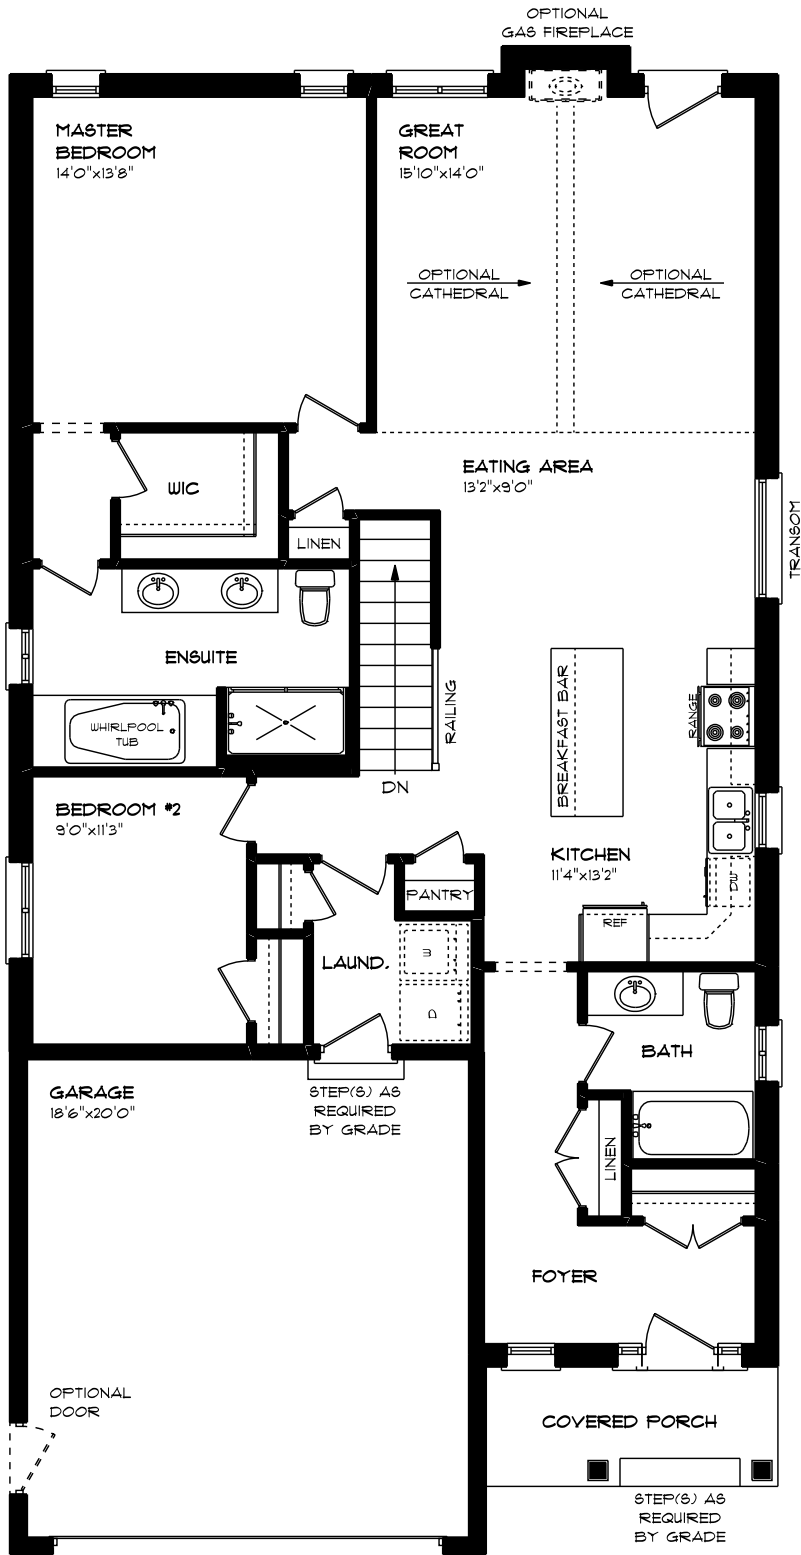 OPTIONAL
GAS FIREPLACE
MASTER
BEDROOM
14'0"x13'8"
GREAT
ROOM
15'10"x14'0"
OPTIONAL
CATHEDRAL
OPTIONAL
CATHEDRAL
EATING AREA
13'2"x9'0"
WIC
LINEN
TRANSOM
ENSUITE
WHIRLPOOL
TUB
RAILING
BREAKFAST BAR
RANGE
DN
BEDROOM #2
9'0"x11'3"
KITCHEN
11'4"x13'2"
DW
PANTRY
REF
LAUND.
W
D
BATH
GARAGE
18'6"x20'0"
STEP(S) AS
REQUIRED
BY GRADE
LINEN
FOYER
OPTIONAL
DOOR
COVERED PORCH
STEP(S) AS
REQUIRED
BY GRADE